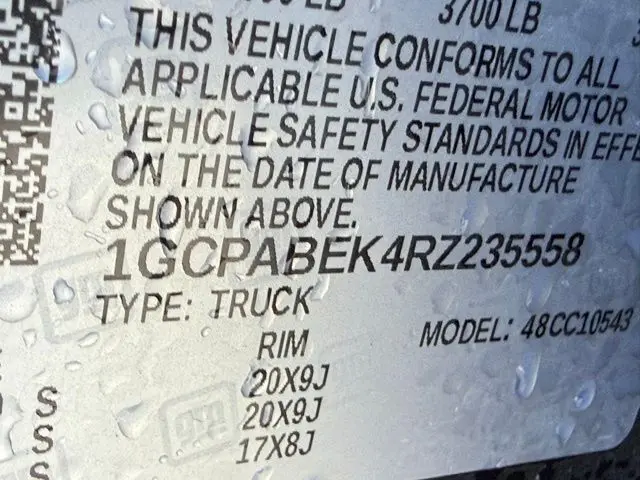 3700 LB
THIS VEHICLE CONFORMS TO ALL
APPLICABLE U.S. FEDERAL MOTOR
VEHICLE SAFETY STANDARDS IN EFFE
ON THE DATE OF MANUFACTURE
SHOWN ABOVE.
1GCPABEK4RZ235558
TYPE: TRUCK
MODEL: 48CC10543
RIM
20X9J
S 20X9J
S 17X8J
S